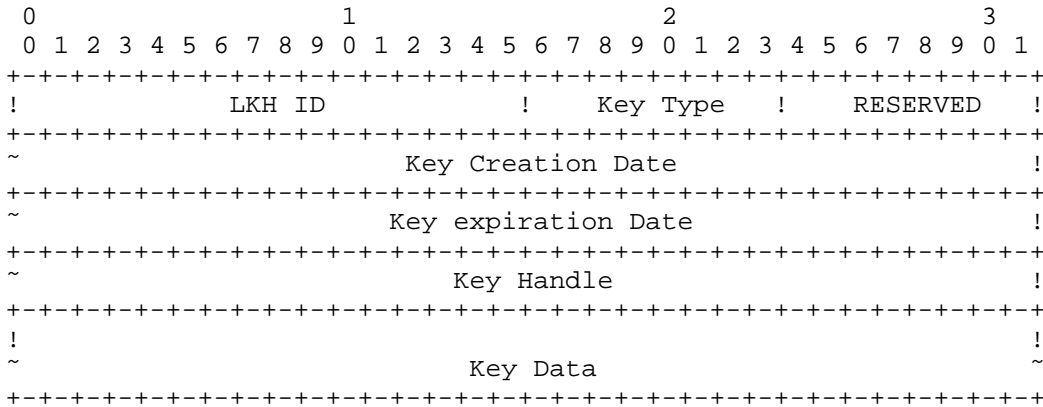 0                   1                   2                   3
 0 1 2 3 4 5 6 7 8 9 0 1 2 3 4 5 6 7 8 9 0 1 2 3 4 5 6 7 8 9 0 1
+-+-+-+-+-+-+-+-+-+-+-+-+-+-+-+-+-+-+-+-+-+-+-+-+-+-+-+-+-+-+-+-+
!             LKH ID            !    Key Type   !    RESERVED   !
+-+-+-+-+-+-+-+-+-+-+-+-+-+-+-+-+-+-+-+-+-+-+-+-+-+-+-+-+-+-+-+-+
~                        Key Creation Date                      !
+-+-+-+-+-+-+-+-+-+-+-+-+-+-+-+-+-+-+-+-+-+-+-+-+-+-+-+-+-+-+-+-+
~                       Key expiration Date                     !
+-+-+-+-+-+-+-+-+-+-+-+-+-+-+-+-+-+-+-+-+-+-+-+-+-+-+-+-+-+-+-+-+
~                           Key Handle                          !
+-+-+-+-+-+-+-+-+-+-+-+-+-+-+-+-+-+-+-+-+-+-+-+-+-+-+-+-+-+-+-+-+
!                                                               !
~                            Key Data                           ~
+-+-+-+-+-+-+-+-+-+-+-+-+-+-+-+-+-+-+-+-+-+-+-+-+-+-+-+-+-+-+-+-+